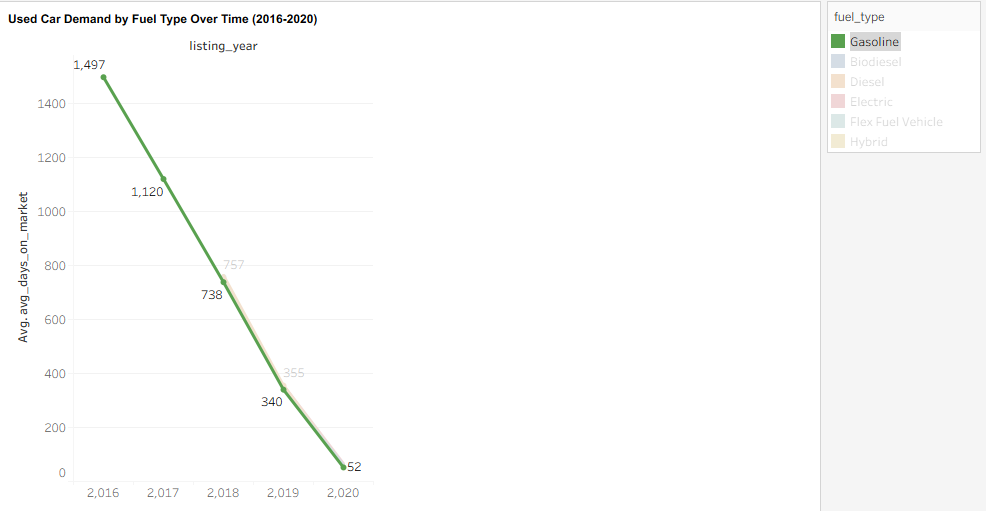 Used Car Demand by Fuel Type Over Time (2016-2020)
listing_year
1,497
1400
1200
1,120
1000
800
757
738
600
400
355
340
200
52
0
2,016 2,017 2,018 2,019 2,020
Avg. avg_days_on_market
fuel_type
Gasoline
Biodiesel
Diesel
Electric
Flex Fuel Vehicle
Hybrid